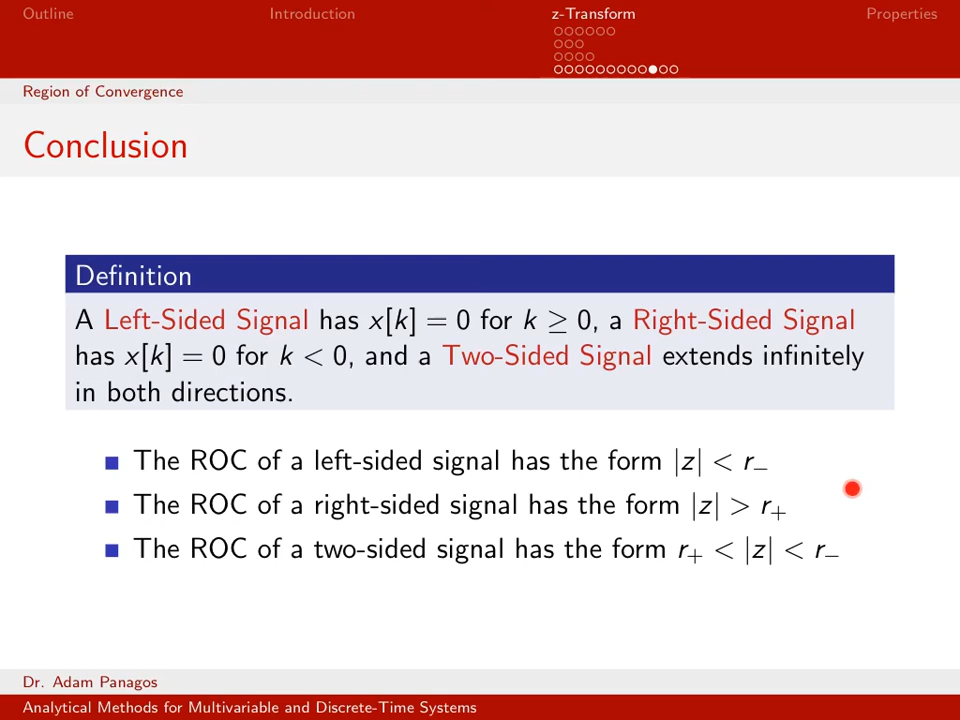 Outline Introduction z-Transform Properties
Region of Convergence
Conclusion
Definition
A Left-Sided Signal has x[k] = 0 for k ≥ 0, a Right-Sided Signal
has x[k] = 0 for k < 0, and a Two-Sided Signal extends infinitely
in both directions.
The ROC of a left-sided signal has the form |z| < r₋
The ROC of a right-sided signal has the form |z| > r₊
The ROC of a two-sided signal has the form r₊ < |z| < r₋
Dr. Adam Panagos
Analytical Methods for Multivariable and Discrete-Time Systems